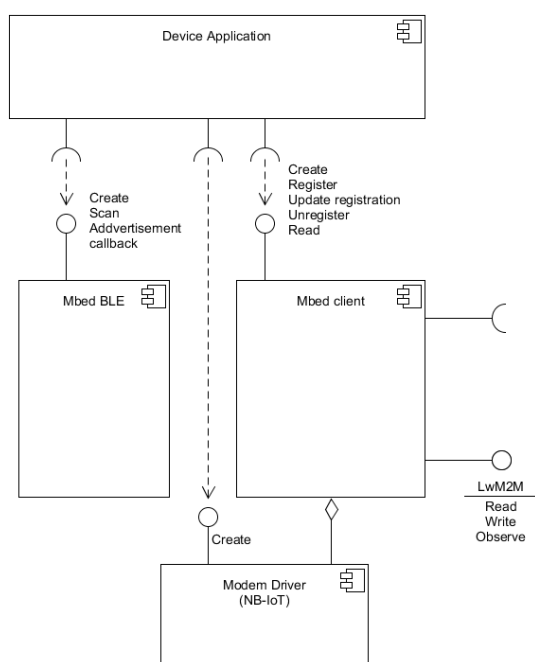 Device Application
Create
Scan
Addvertisement
callback
Create
Register
Update registration
Unregister
Read
Mbed BLE
Mbed client
LwM2M
Read
Write
Observe
Create
Modem Driver
(NB-IoT)